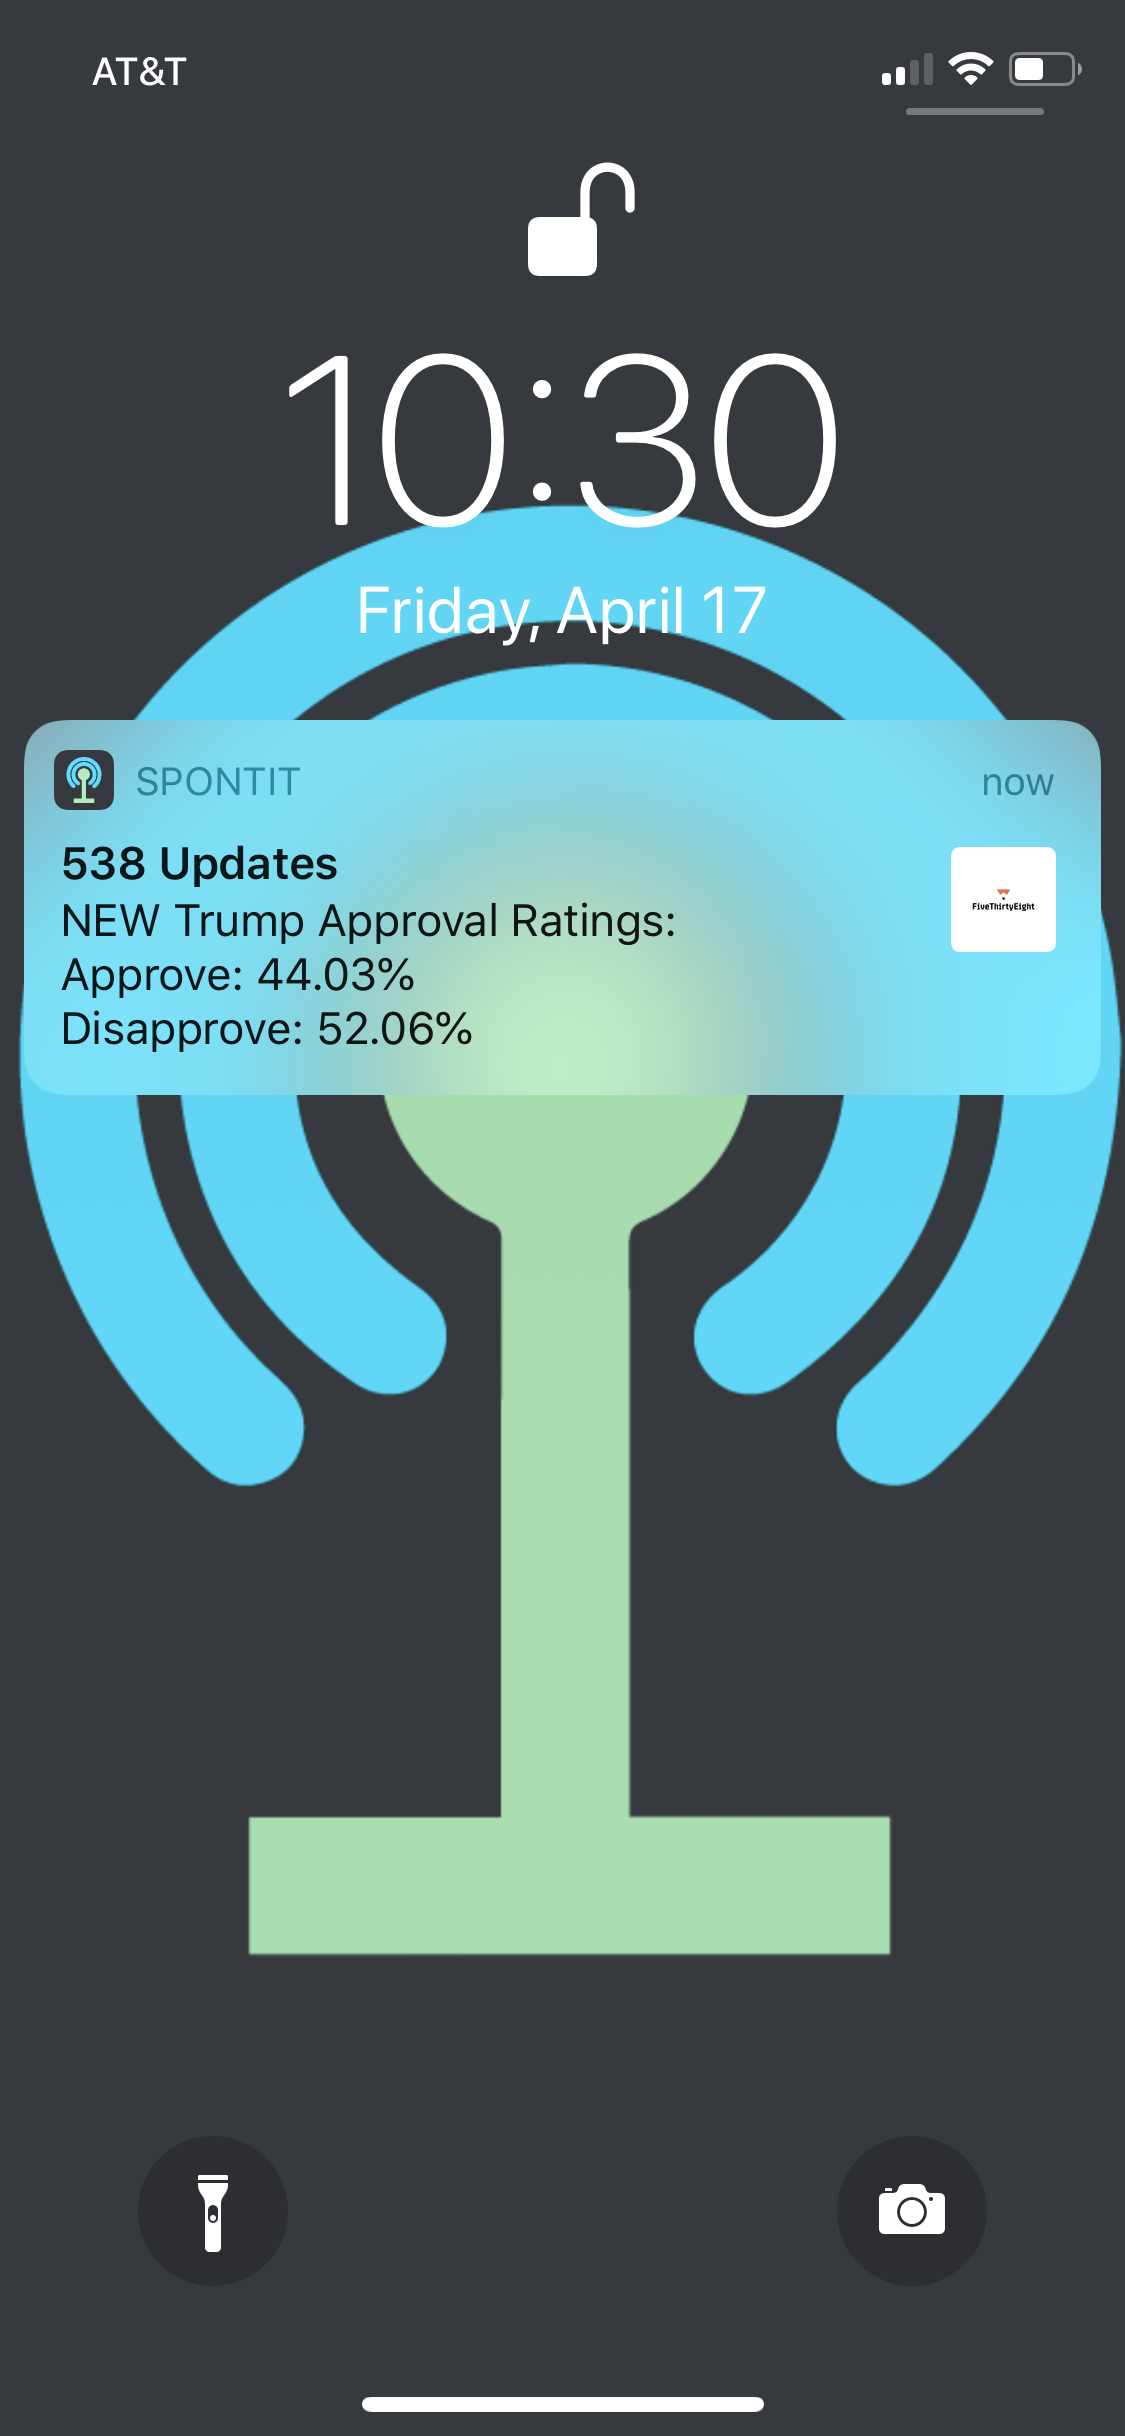 AT&T
10:30
Friday, April 17
SPONTIT
now
538 Updates
NEW Trump Approval Ratings:
Approve: 44.03%
Disapprove: 52.06%
FiveThirtyEight